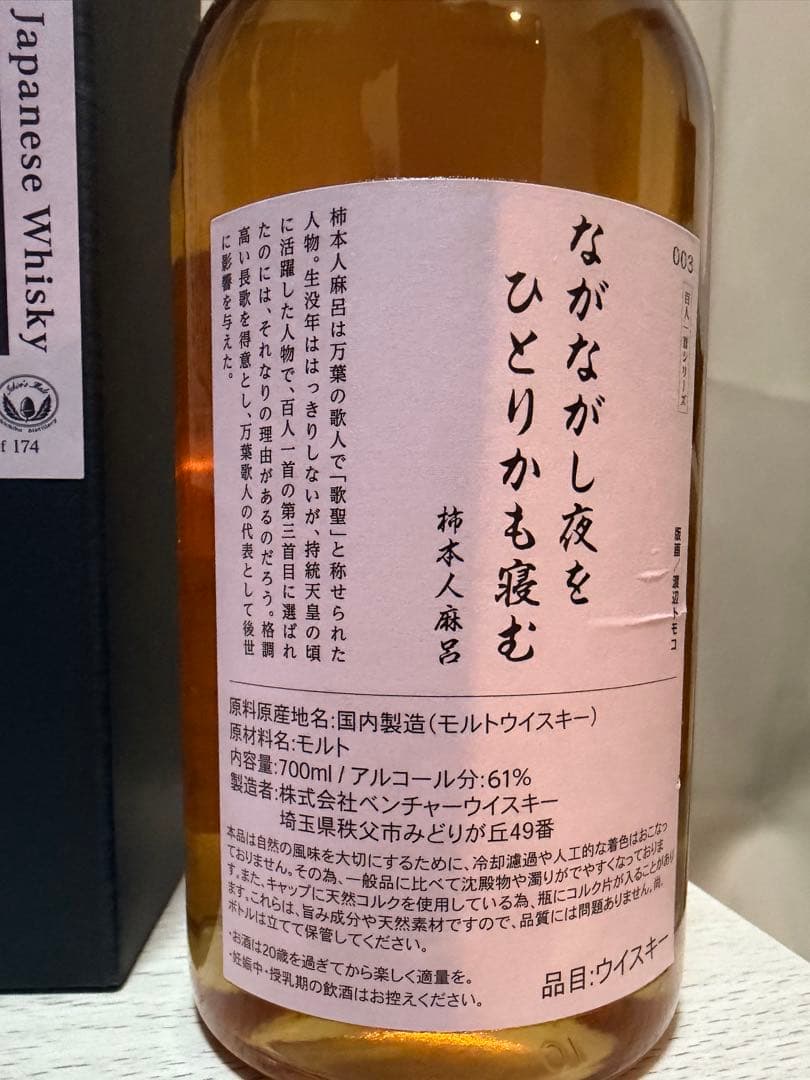 Japanese Whisky
of 174
003
百人一首シリーズ
版画/渡辺トモコ
ながながし夜を
ひとりかも寝む
柿本人麻呂
柿本人麻呂は万葉の歌人で「歌聖」と称せられた
人物。生没年ははっきりしないが、持統天皇の頃
に活躍した人物で、百人一首の第三首目に選ばれ
たのには、それなりの理由があるのだろう。格調
高い長歌を得意とし、万葉歌人の代表として後世
に影響を与えた。
原料原産地名:国内製造(モルトウイスキー)
原材料名:モルト
内容量:700ml / アルコール分:61%
製造者:株式会社ベンチャーウイスキー
埼玉県秩父市みどりが丘49番
本品は自然の風味を大切にするために、冷却濾過や人工的な着色はおこなっ
ておりません。その為、一般品に比べて沈殿物や濁りがでやすくなっておりま
す。また、キャップに天然コルクを使用している為、瓶にコルク片が入ることがあり
ます。これらは、旨み成分や天然素材ですので、品質には問題ありません。尚、
ボトルは立てて保管してください。
・お酒は20歳を過ぎてから楽しく適量を。
・妊娠中・授乳期の飲酒はお控えください。
品目:ウイスキー
10